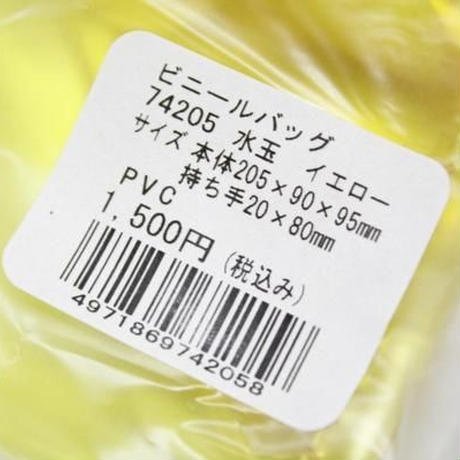 ビニールバッグ
74205 水玉 イエロー
サイズ 本体205×90×95mm
持ち手20×80mm
PVC
1,500円 (税込み)
4971869742058